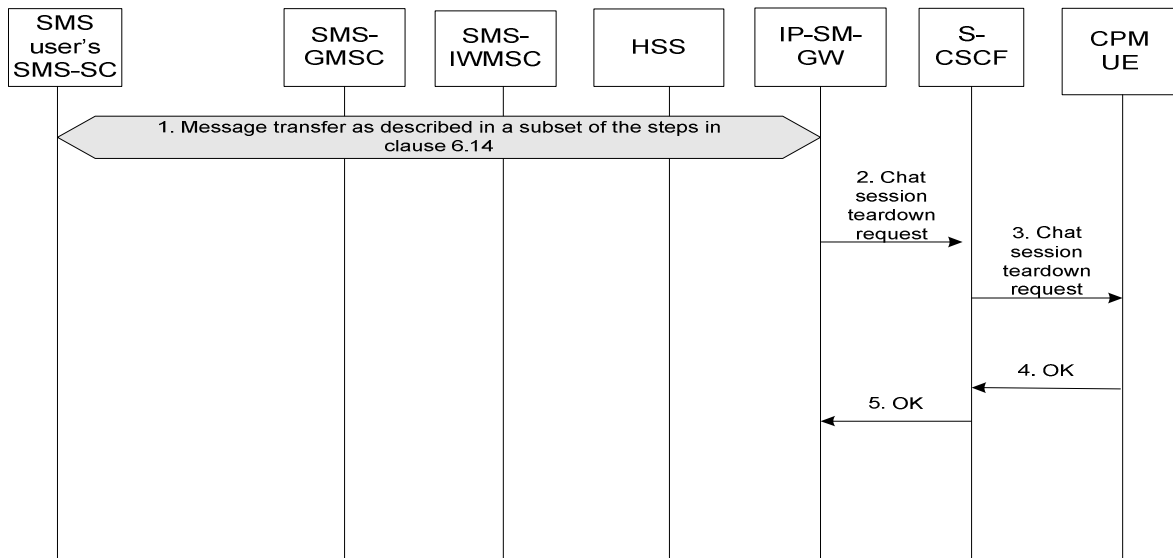 SMS
user's
SMS-SC
SMS-
GMSC
SMS-
IWMSC
HSS
IP-SM-
GW
S-
CSCF
CPM
UE
1. Message transfer as described in a subset of the steps in
clause 6.14
2. Chat
session
teardown
request
3. Chat
session
teardown
request
4. OK
5. OK